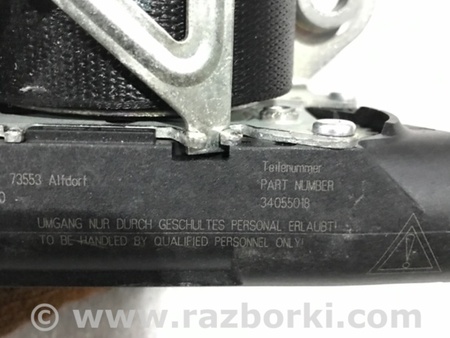 73553 Alfdorf
0
Teilenummer
PART NUMBER
34055018
UMGANG NUR DURCH GESCHULTES PERSONAL ERLAUBT!
TO BE HANDLED BY QUALIFIED PERSONNEL ONLY!
www.razborki.com